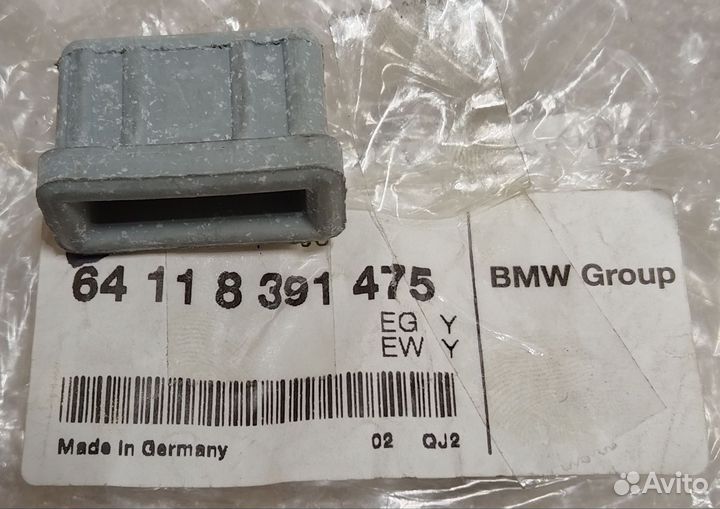 64 11 8 391 475
BMW Group
EG Y
EW Y
Made in Germany
02 QJ2
Avito